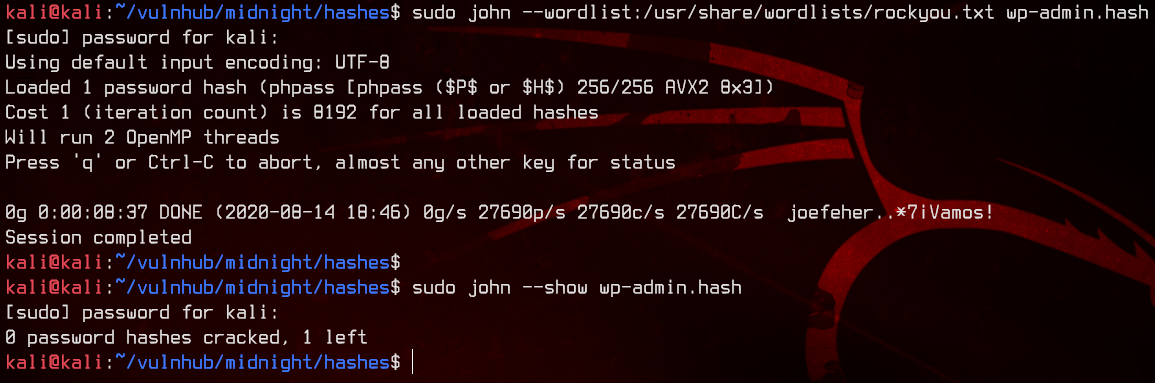 kali@kali:~/vulnhub/midnight/hashes$ sudo john --wordlist:/usr/share/wordlists/rockyou.txt wp-admin.hash
[sudo] password for kali:
Using default input encoding: UTF-8
Loaded 1 password hash (phpass [phpass ($P$ or $H$) 256/256 AVX2 8x3])
Cost 1 (iteration count) is 8192 for all loaded hashes
Will run 2 OpenMP threads
Press 'q' or Ctrl-C to abort, almost any other key for status
0g 0:00:08:37 DONE (2020-08-14 18:46) 0g/s 27690p/s 27690c/s 27690C/s  joefeher..*7¡Vamos!
Session completed
kali@kali:~/vulnhub/midnight/hashes$
kali@kali:~/vulnhub/midnight/hashes$ sudo john --show wp-admin.hash
[sudo] password for kali:
0 password hashes cracked, 1 left
kali@kali:~/vulnhub/midnight/hashes$